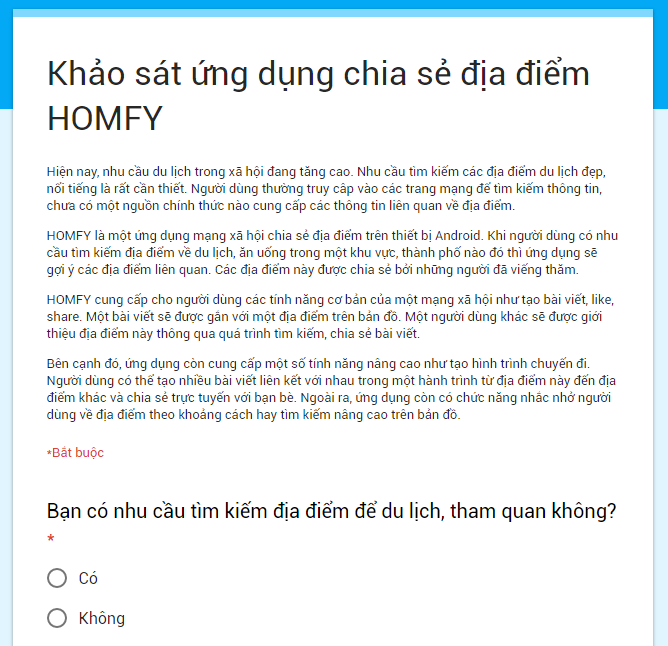 Khảo sát ứng dụng chia sẻ địa điểm
HOMFY
Hiện nay, nhu cầu du lịch trong xã hội đang tăng cao. Nhu cầu tìm kiếm các địa điểm du lịch đẹp,
nổi tiếng là rất cần thiết. Người dùng thường truy cập vào các trang mạng để tìm kiếm thông tin,
chưa có một nguồn chính thức nào cung cấp các thông tin liên quan về địa điểm.
HOMFY là một ứng dụng mạng xã hội chia sẻ địa điểm trên thiết bị Android. Khi người dùng có nhu
cầu tìm kiếm địa điểm về du lịch, ăn uống trong một khu vực, thành phố nào đó thì ứng dụng sẽ
gợi ý các địa điểm liên quan. Các địa điểm này được chia sẻ bởi những người đã viếng thăm.
HOMFY cung cấp cho người dùng các tính năng cơ bản của một mạng xã hội như tạo bài viết, like,
share. Một bài viết sẽ được gắn với một địa điểm trên bản đồ. Một người dùng khác sẽ được giới
thiệu địa điểm này thông qua quá trình tìm kiếm, chia sẻ bài viết.
Bên cạnh đó, ứng dụng còn cung cấp một số tính năng nâng cao như tạo hình trình chuyến đi.
Người dùng có thể tạo nhiều bài viết liên kết với nhau trong một hành trình từ địa điểm này đến địa
điểm khác và chia sẻ trực tuyến với bạn bè. Ngoài ra, ứng dụng còn có chức năng nhắc nhở người
dùng về địa điểm theo khoảng cách hay tìm kiếm nâng cao trên bản đồ.
*Bắt buộc
Bạn có nhu cầu tìm kiếm địa điểm để du lịch, tham quan không?
*
Có
Không